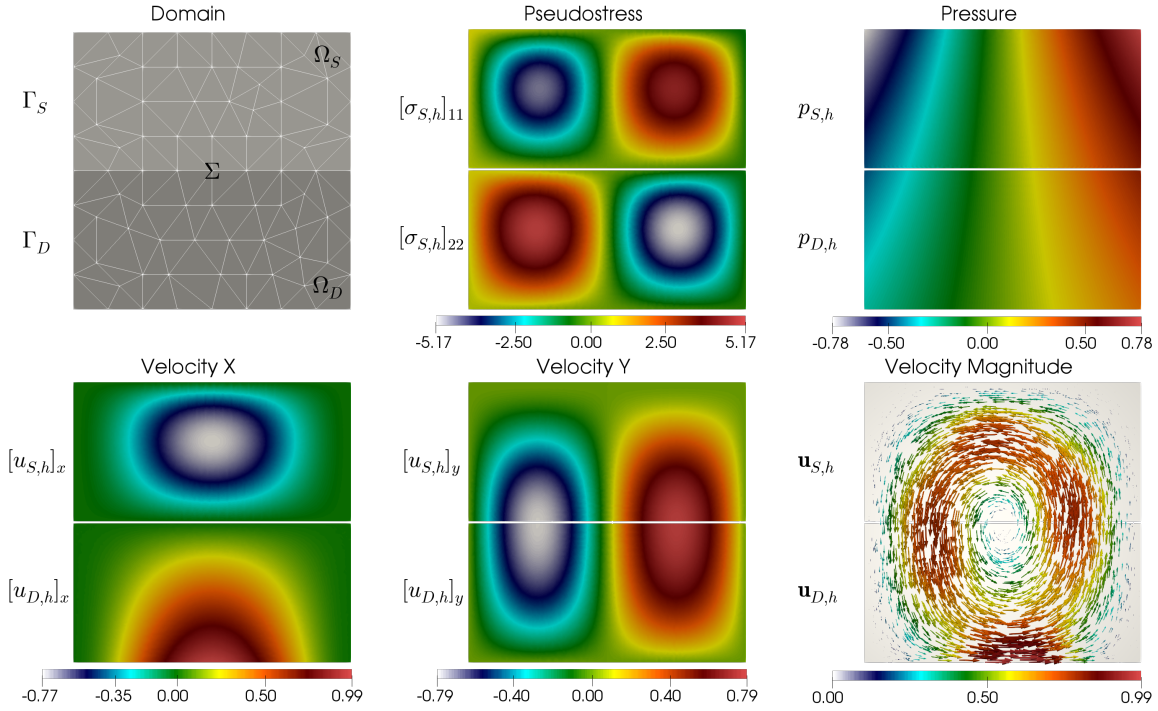 Domain
Γ_S
Ω_S
Σ
Γ_D
Ω_D
Pseudostress
[σ_{S,h}]_{11}
[σ_{S,h}]_{22}
-5.17 -2.50 0.00 2.50 5.17
Pressure
p_{S,h}
p_{D,h}
-0.78 -0.50 0.00 0.50 0.78
Velocity X
[u_{S,h}]_x
[u_{D,h}]_x
-0.77 -0.35 0.00 0.50 0.99
Velocity Y
[u_{S,h}]_y
[u_{D,h}]_y
-0.79 -0.40 0.00 0.40 0.79
Velocity Magnitude
u_{S,h}
u_{D,h}
0.00 0.50 0.99